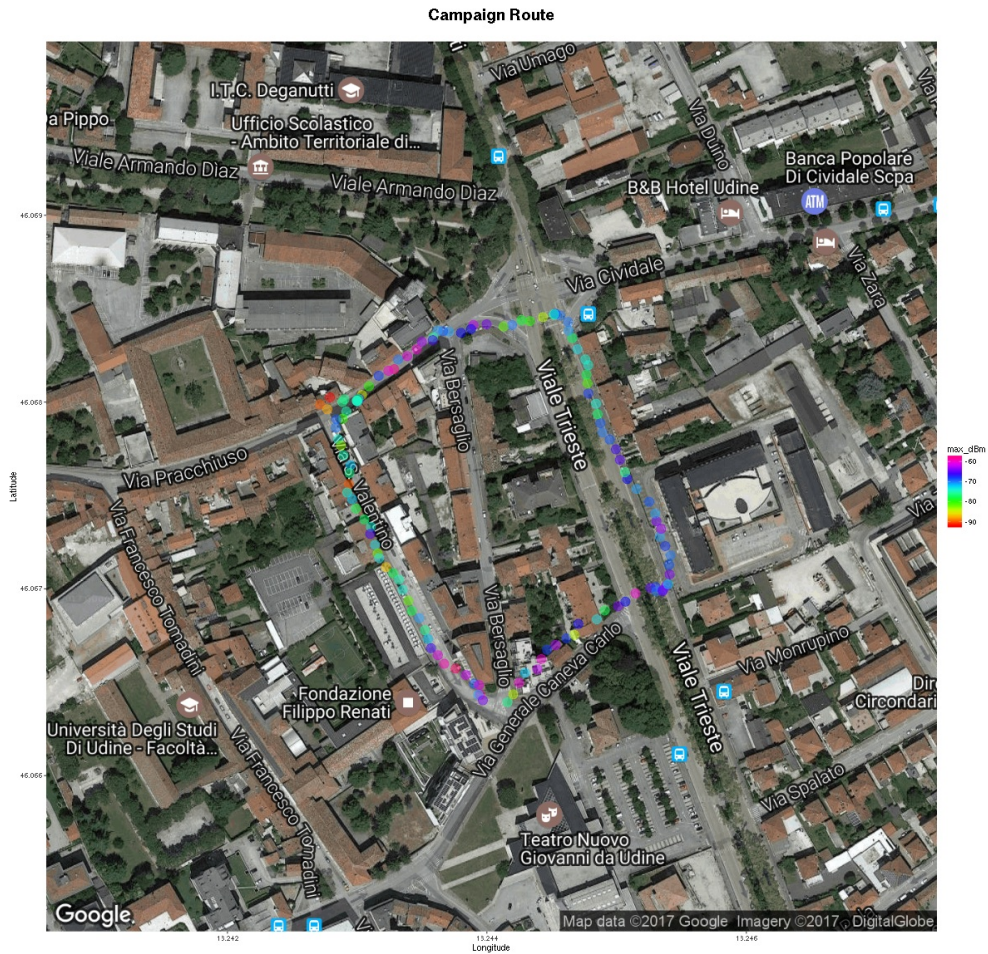 Campaign Route
Via Umago
I.T.C. Deganutti
Ufficio Scolastico
- Ambito Territoriale di...
a Pippo
Viale Armando Diaz
Viale Armando Diaz
Via Duino
Banca Popolare
Di Cividale Scpa
ATM
B&B Hotel Udine
46.069
Via Cividale
Via Zara
Viale Trieste
Via Bersaglio
46.068
Via Pracchiuso
Via S. Valentino
Latitude
max_dBm
-60
-70
-80
-90
Via Francesco Tomadini
46.067
Via Bersaglio
Via Generale Caneva Carlo
Via Monrupino
Viale Trieste
Fondazione
Filippo Renati
Circondari
Università Degli Studi
Di Udine - Facoltà...
Via Francesco Tomadini
46.066
Via Spalato
Teatro Nuovo
Giovanni da Udine
Google
Map data ©2017 Google Imagery ©2017 , DigitalGlobe
13.242
13.244
13.246
Longitude